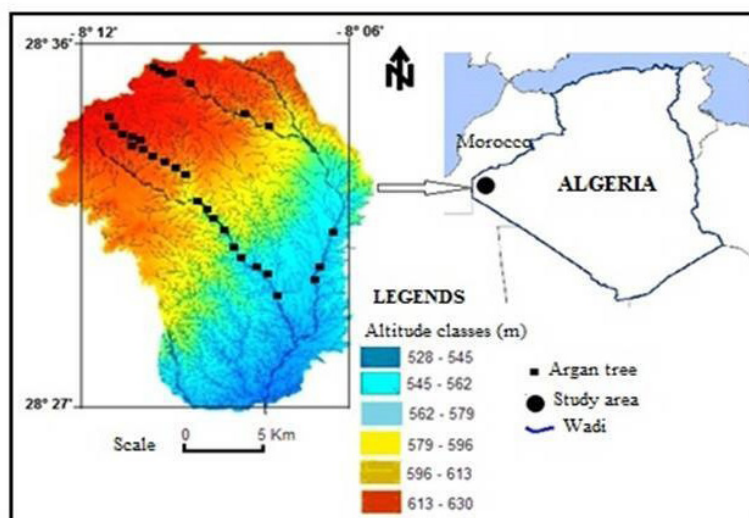 - 8° 12'
- 8° 06'
28° 36'
N
Morocco
ALGERIA
28° 27'
Scale
0 5 Km
LEGENDS
Altitude classes (m)
528 - 545
545 - 562
562 - 579
579 - 596
596 - 613
613 - 630
Argan tree
Study area
Wadi